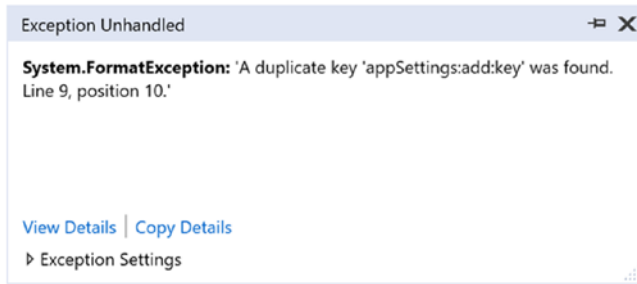 Exception Unhandled
System.FormatException: 'A duplicate key 'appSettings:add:key' was found.
Line 9, position 10.'
View Details | Copy Details
Exception Settings